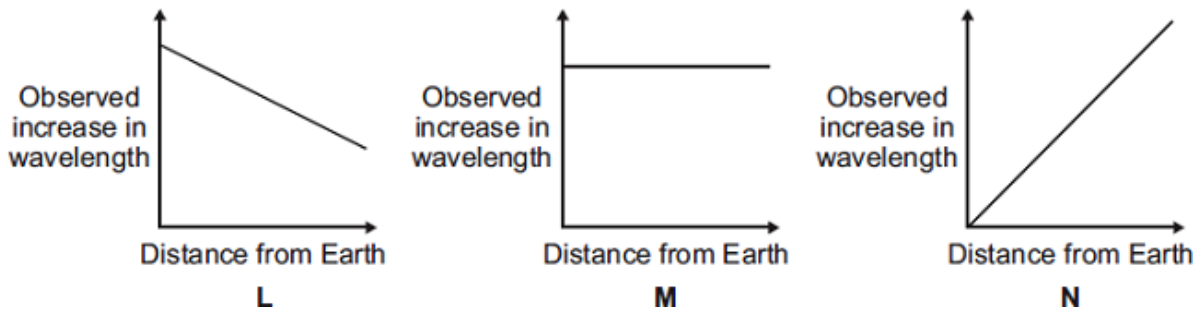 Observed
increase in
wavelength
Distance from Earth
L
Observed
increase in
wavelength
Distance from Earth
M
Observed
increase in
wavelength
Distance from Earth
N